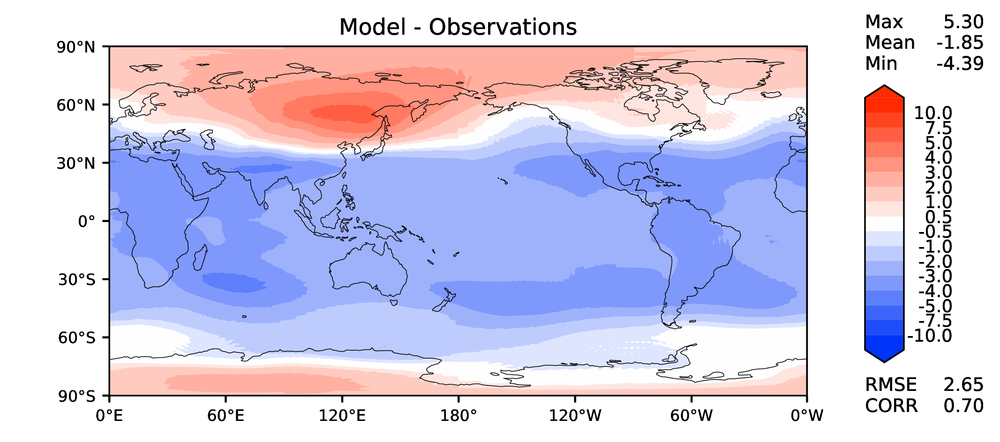 Model - Observations
Max 5.30
Mean -1.85
Min -4.39
90°N
60°N
30°N
0°
30°S
60°S
90°S
0°E 60°E 120°E 180° 120°W 60°W 0°W
10.0
7.5
5.0
4.0
3.0
2.0
1.0
0.5
-0.5
-1.0
-2.0
-3.0
-4.0
-5.0
-7.5
-10.0
RMSE 2.65
CORR 0.70